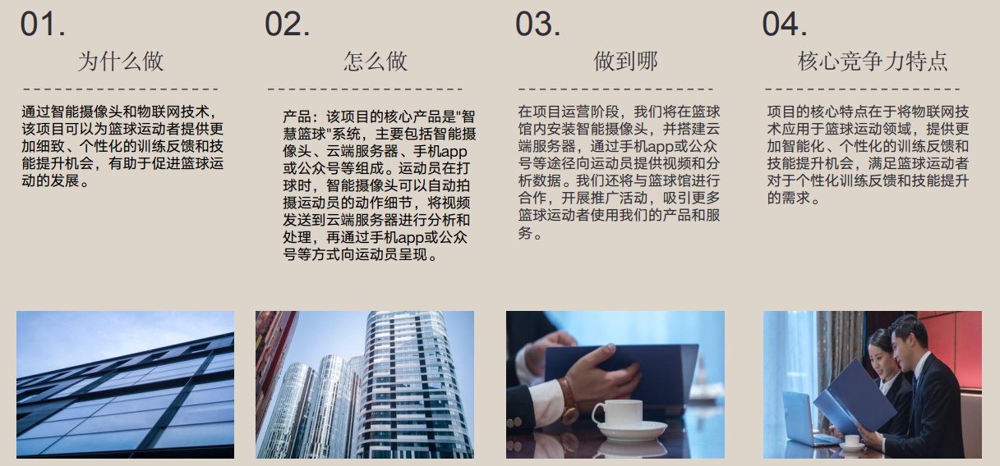 01.
为什么做
通过智能摄像头和物联网技术，
该项目可以为篮球运动者提供更
加细致、个性化的训练反馈和技
能提升机会，有助于促进篮球运
动的发展。
02.
怎么做
产品：该项目的核心产品是"智
慧篮球"系统，主要包括智能摄
像头、云端服务器、手机app
或公众号等组成。运动员在打
球时，智能摄像头可以自动拍
摄运动员的动作细节，将视频
发送到云端服务器进行分析和
处理，再通过手机app或公众
号等方式向运动员呈现。
03.
做到哪
在项目运营阶段，我们将在篮球
馆内安装智能摄像头，并搭建云
端服务器，通过手机app或公众
号等途径向运动员提供视频和分
析数据。我们还将与篮球馆进行
合作，开展推广活动，吸引更多
篮球运动者使用我们的产品和服
务。
04.
核心竞争力特点
项目的核心特点在于将物联网技
术应用于篮球运动领域，提供更
加智能化、个性化的训练反馈和
技能提升机会，满足篮球运动者
对于个性化训练反馈和技能提升
的需求。